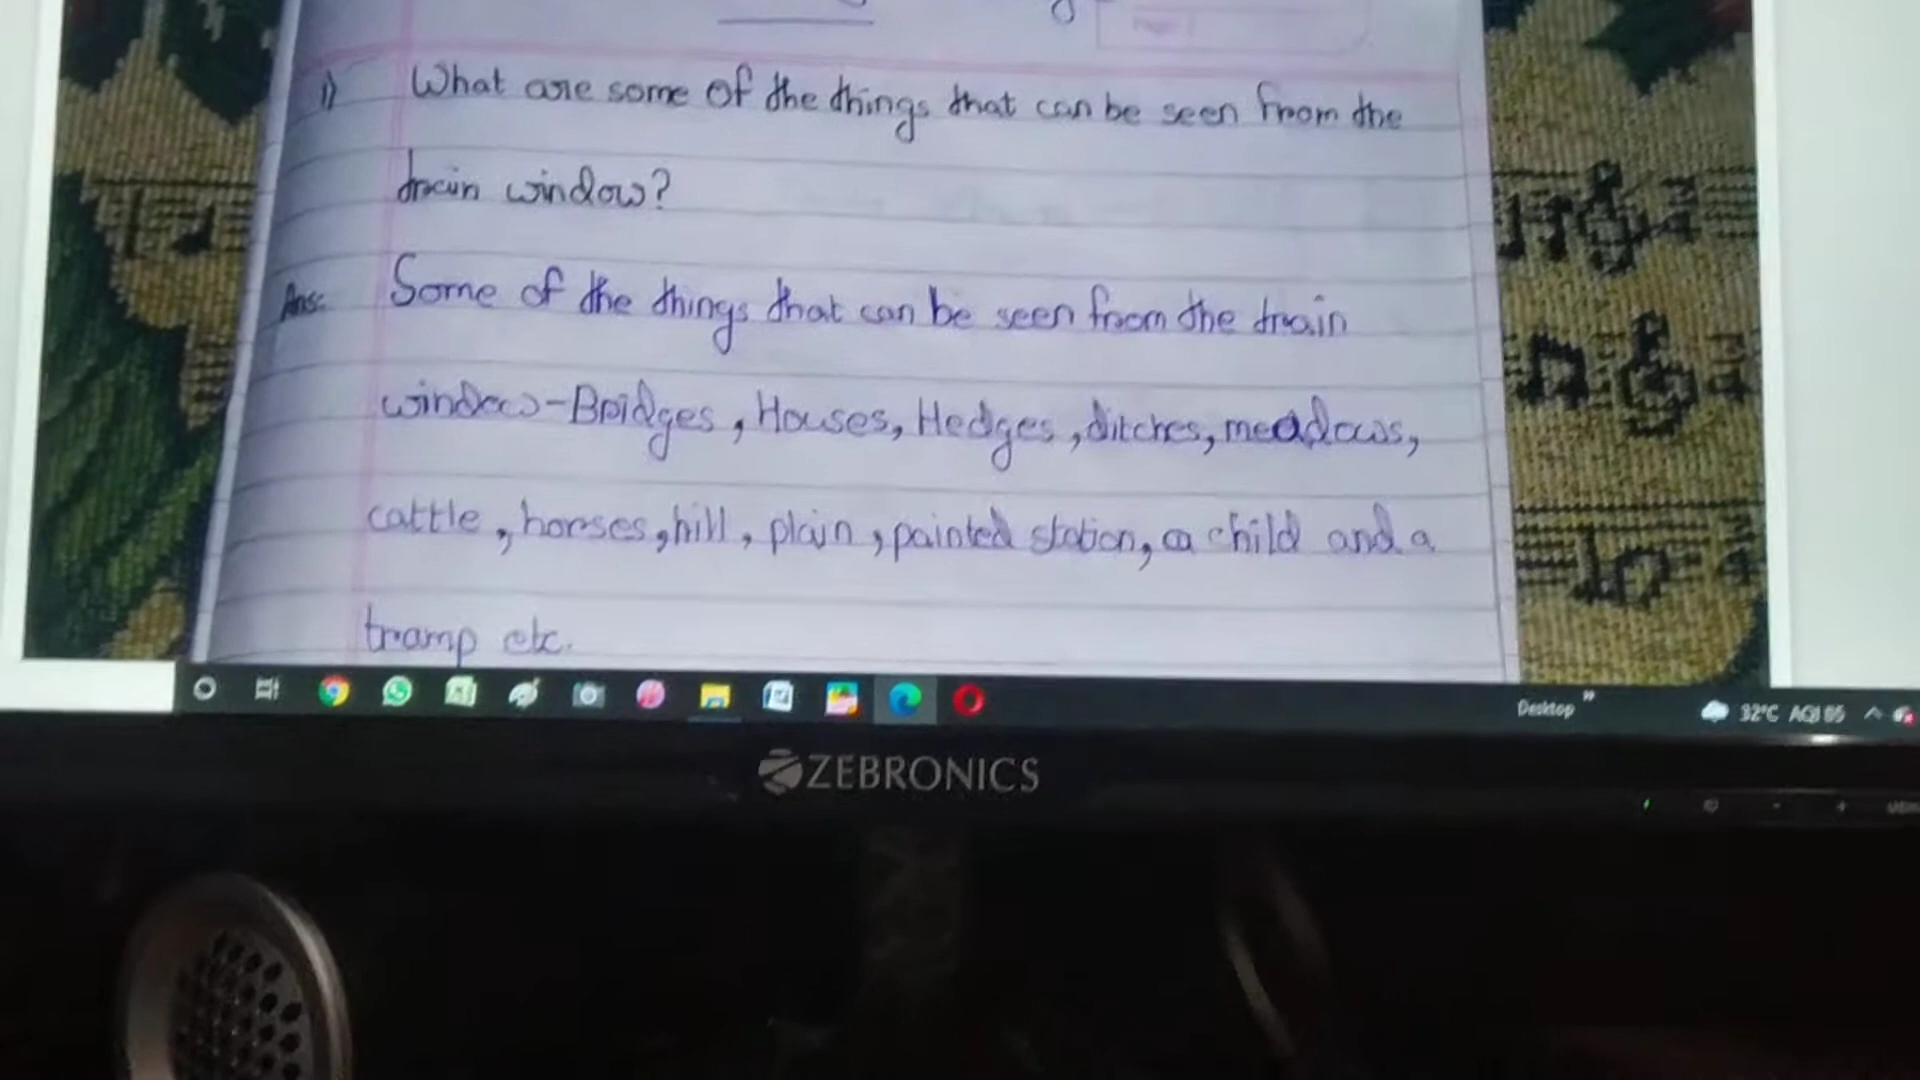 1) What are some of the things that can be seen from the
train window?
Ans: Some of the things that can be seen from the train
window-Bridges, Houses, Hedges, ditches, meadows,
cattle, horses, hill, plain, painted station, a child and a
tramp etc.
Desktop » 32°C AQI 85
ZEBRONICS